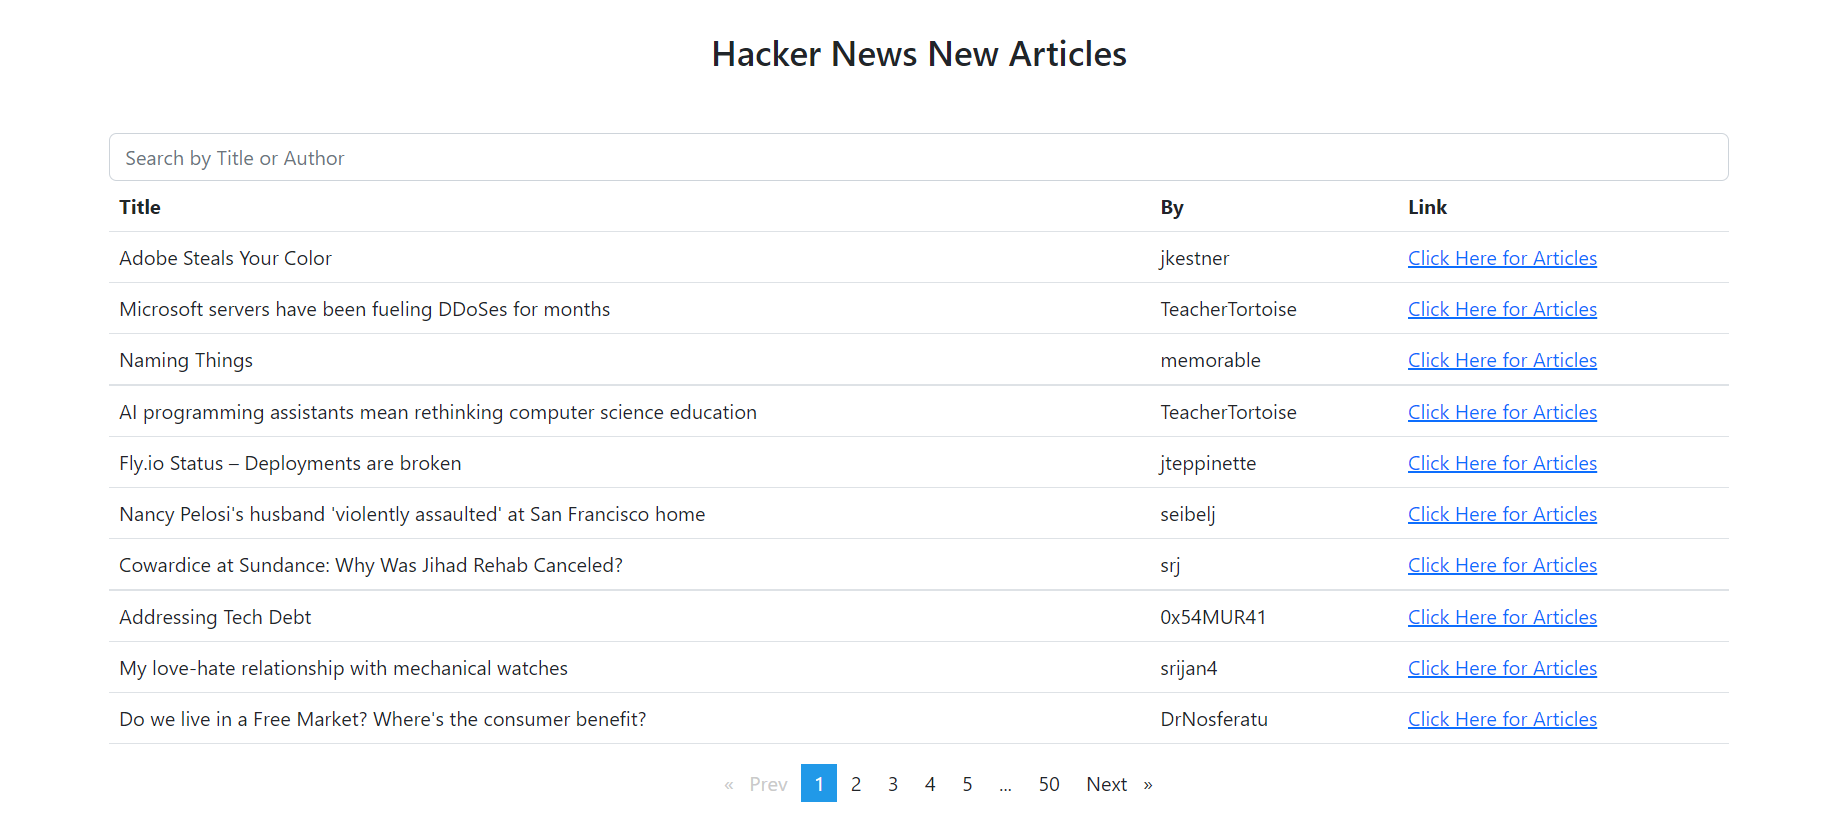 Hacker News New Articles
Search by Title or Author
Title By Link
Adobe Steals Your Color jkestner Click Here for Articles
Microsoft servers have been fueling DDoSes for months TeacherTortoise Click Here for Articles
Naming Things memorable Click Here for Articles
AI programming assistants mean rethinking computer science education TeacherTortoise Click Here for Articles
Fly.io Status – Deployments are broken jteppinette Click Here for Articles
Nancy Pelosi's husband 'violently assaulted' at San Francisco home seibelj Click Here for Articles
Cowardice at Sundance: Why Was Jihad Rehab Canceled? srj Click Here for Articles
Addressing Tech Debt 0x54MUR41 Click Here for Articles
My love-hate relationship with mechanical watches srijan4 Click Here for Articles
Do we live in a Free Market? Where's the consumer benefit? DrNosferatu Click Here for Articles
« Prev 1 2 3 4 5 ... 50 Next »